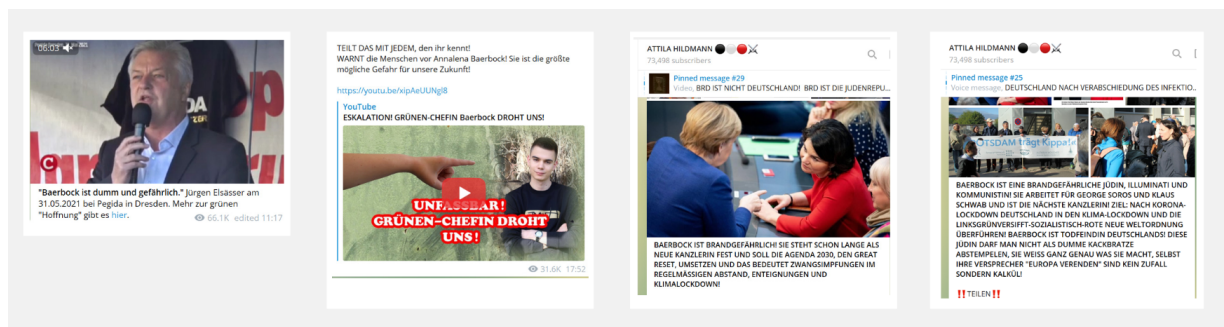 06:03
DA
"Baerbock ist dumm und gefährlich." Jürgen Elsässer am
31.05.2021 bei Pegida in Dresden. Mehr zur grünen
"Hoffnung" gibt es hier.
66.1K edited 11:17
TEILT DAS MIT JEDEM, den ihr kennt!
WARNT die Menschen vor Annalena Baerbock! Sie ist die größte
mögliche Gefahr für unsere Zukunft!
https://youtu.be/xipAeUUNgl8
YouTube
ESKALATION! GRÜNEN-CHEFIN Baerbock DROHT UNS!
UNFASSBAR!
GRÜNEN-CHEFIN DROHT
UNS!
31.6K 17:52
ATTILA HILDMANN
73,498 subscribers
Pinned message #29
Video, BRD IST NICHT DEUTSCHLAND! BRD IST DIE JUDENREPU...
BAERBOCK IST BRANDGEFÄHRLICH! SIE STEHT SCHON LANGE ALS
NEUE KANZLERIN FEST UND SOLL DIE AGENDA 2030, DEN GREAT
RESET, UMSETZEN UND DAS BEDEUTET ZWANGSIMPFUNGEN IM
REGELMÄSSIGEN ABSTAND, ENTEIGNUNGEN UND
KLIMALOCKDOWN!
ATTILA HILDMANN
73,498 subscribers
Pinned message #25
Voice message, DEUTSCHLAND NACH VERABSCHIEDUNG DES INFEKTIO...
OTSDAM trägt Kippa!
BAERBOCK IST EINE BRANDGEFÄHRLICHE JÜDIN, ILLUMINATI UND
KOMMUNISTIN! SIE ARBEITET FÜR GEORGE SOROS UND KLAUS
SCHWAB UND IST DIE NÄCHSTE KANZLERIN! ZIEL: NACH KORONA-
LOCKDOWN DEUTSCHLAND IN DEN KLIMA-LOCKDOWN UND DIE
LINKSGRÜNVERSIFFT-SOZIALISTISCH-ROTE NEUE WELTORDNUNG
ÜBERFÜHREN! BAERBOCK IST TODFEINDIN DEUTSCHLANDS! DIESE
JÜDIN DARF MAN NICHT ALS DUMME KACKBRATZE
ABSTEMPELN, SIE WEISS GANZ GENAU WAS SIE MACHT, SELBST
IHRE VERSPRECHER "EUROPA VERENDEN" SIND KEIN ZUFALL
SONDERN KALKÜL!
‼TEILEN‼